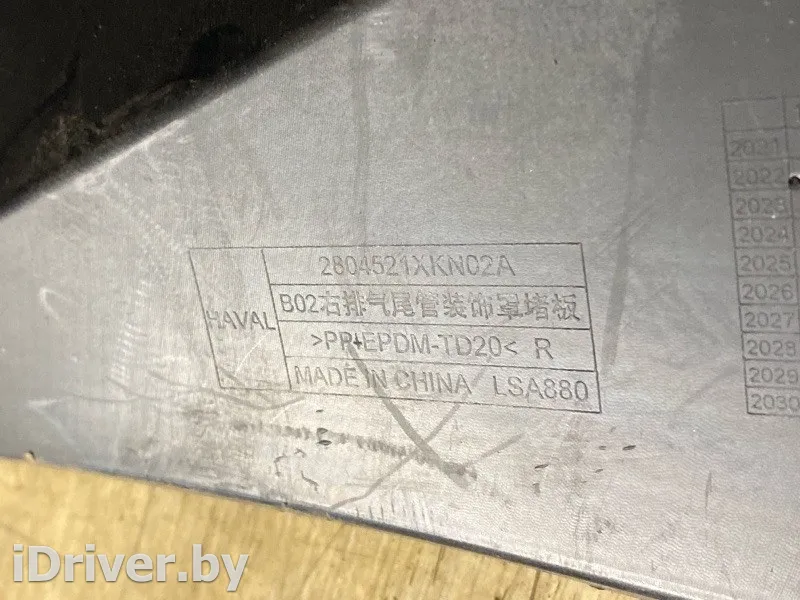 HAVAL
2804521XKN02A
B02右排气尾管装饰罩堵板
>PP+EPDM-TD20< R
MADE IN CHINA LSA880
2021
2022
2023
2024
2025
2026
2027
2028
2029
2030
iDriver.by